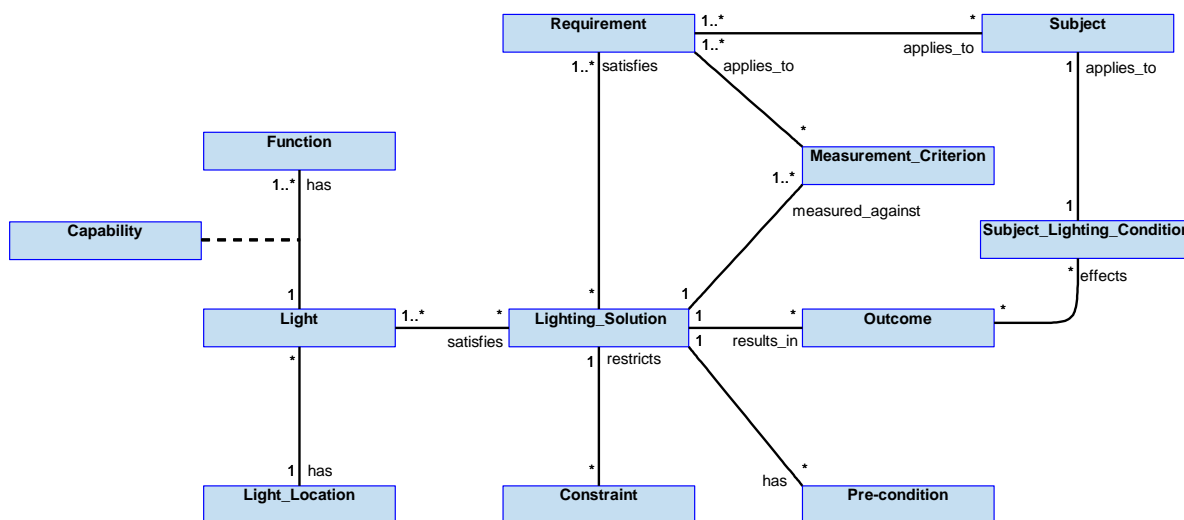 Requirement
Subject
1..*
*
1..*
applies_to
satisfies
1..*
applies_to
1
applies_to
Function
*
Measurement_Criterion
1..*
has
1..*
measured_against
1
Capability
Subject_Lighting_Condition
*
effects
1
*
1
Light
1..*
*
satisfies
Lighting_Solution
1
*
results_in
Outcome
*
*
1
restricts
1
1
has
*
has
*
Light_Location
Constraint
Pre-condition